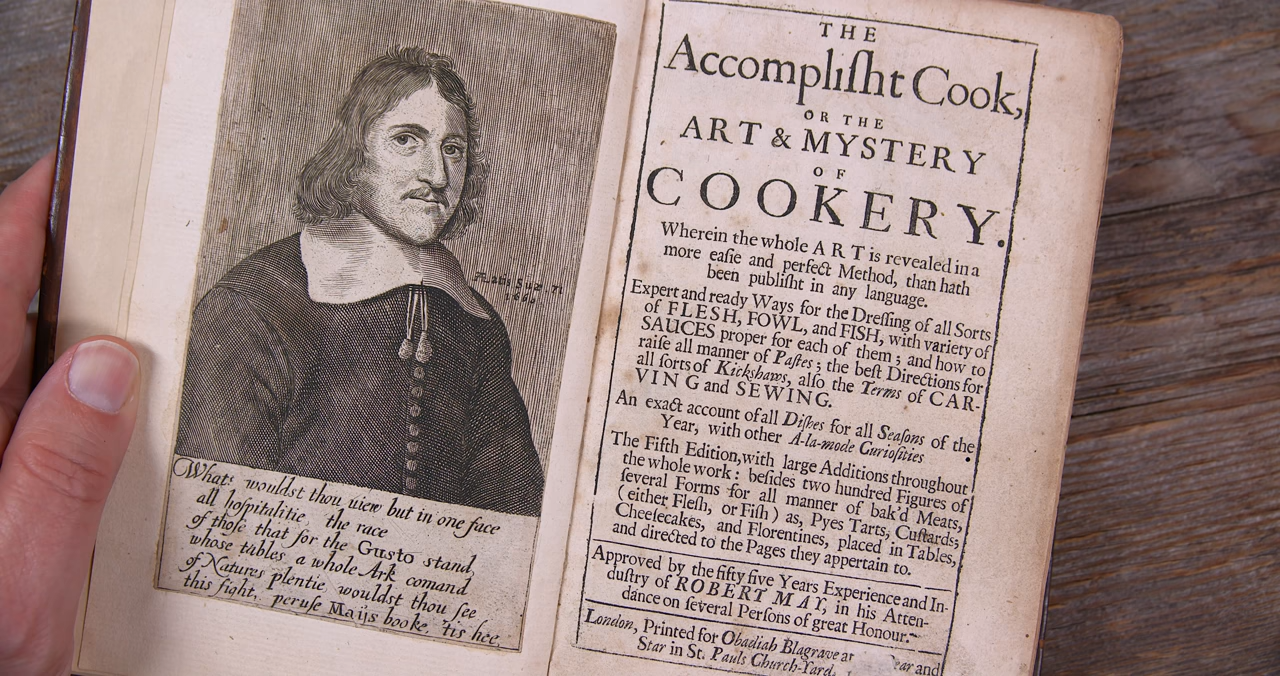 Ætatis Suæ 71
1660
What! wouldst thou view but in one face
all hospitalitie, the race
of those that for the Gusto stand,
whose tables a whole Ark comand
of Natures plentie, wouldst thou see
this sight, peruse Maijs booke, 'tis hee.
THE
Accompliſht Cook,
OR THE
ART & MYSTERY
OF
COOKERY.
Wherein the whole ART is revealed in a
more eaſie and perfect Method, than hath
been publiſht in any language.
Expert and ready Ways for the Dreſſing of all Sorts
of FLESH, FOWL, and FISH, with variety of
SAUCES proper for each of them; and how to
raiſe all manner of Paſtes; the beſt Directions for
all ſorts of Kickshaws, alſo the Terms of CAR-
VING and SEWING.
An exact account of all Diſhes for all Seaſons of the
Year, with other A-la-mode Curioſities
The Fifth Edition, with large Additions throughout
the whole work: beſides two hundred Figures of
ſeveral Forms for all manner of bak'd Meats,
(either Fleſh, or Fiſh) as, Pyes Tarts, Cuſtards;
Cheeſecakes, and Florentines, placed in Tables,
and directed to the Pages they appertain to.
Approved by the fifty five Years Experience and In-
duſtry of ROBERT MAY, in his Atten-
dance on ſeveral Perſons of great Honour.
London, Printed for Obadiah Blagrave and
Star in St. Pauls Church-Yard.